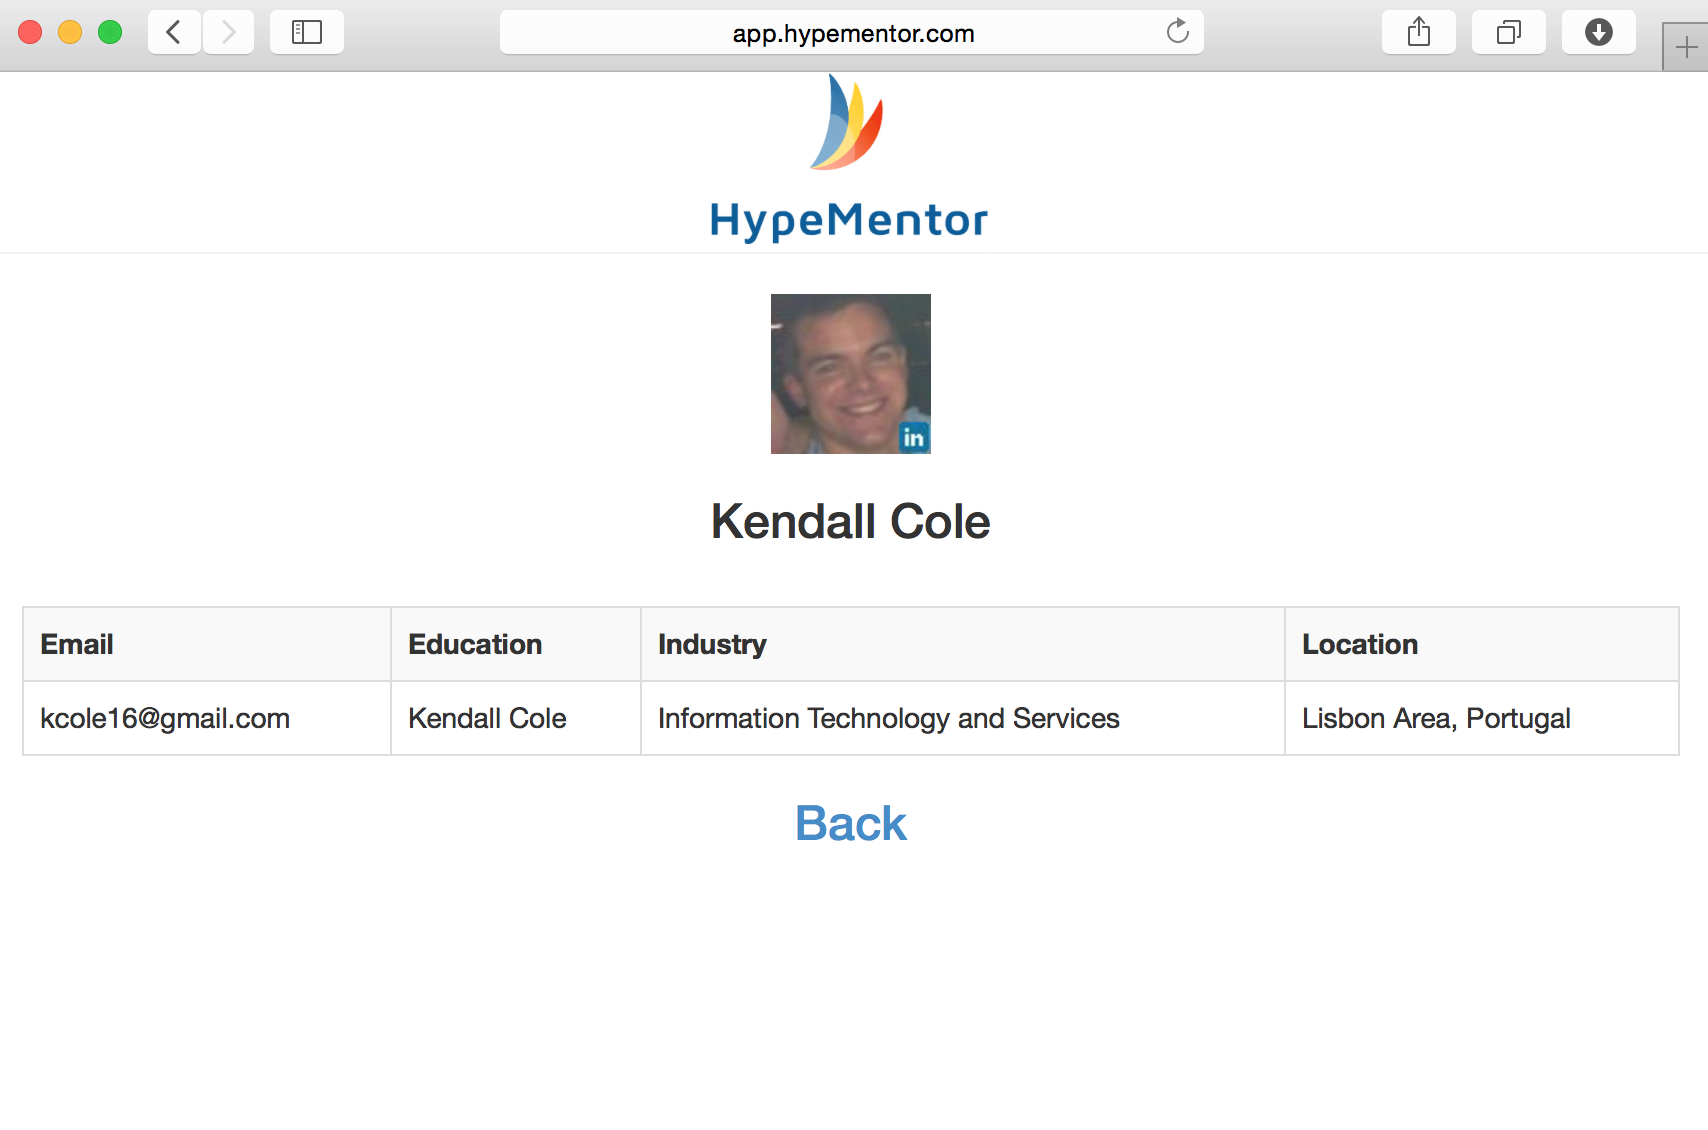 app.hypementor.com
HypeMentor
in
Kendall Cole
Email Education Industry Location
kcole16@gmail.com Kendall Cole Information Technology and Services Lisbon Area, Portugal
Back